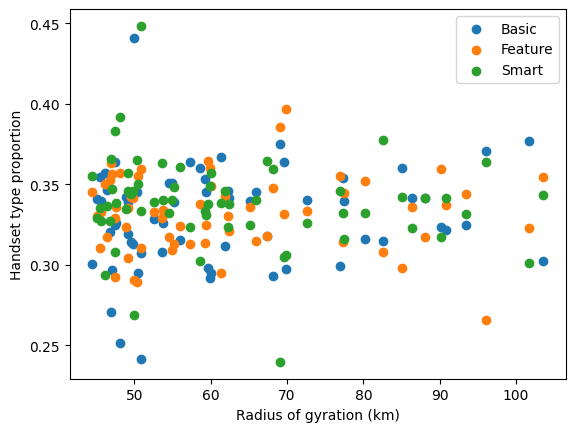 0.45
0.40
0.35
0.30
0.25
Handset type proportion
50
60
70
80
90
100
Radius of gyration (km)
Basic
Feature
Smart